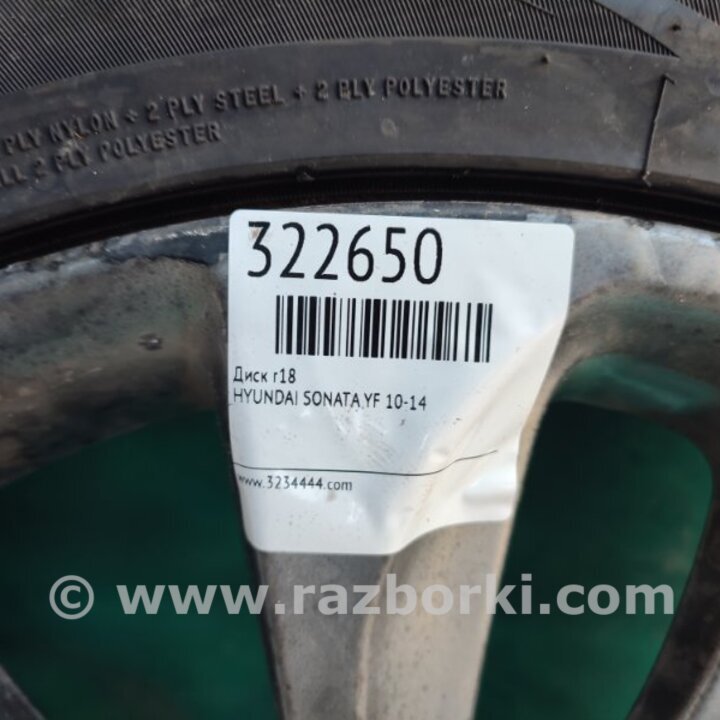 PLY NYLON + 2 PLY STEEL + 2 PLY POLYESTER
2 PLY POLYESTER
322650
Диск r18
HYUNDAI SONATA YF 10-14
www.3234444.com
© www.razborki.com